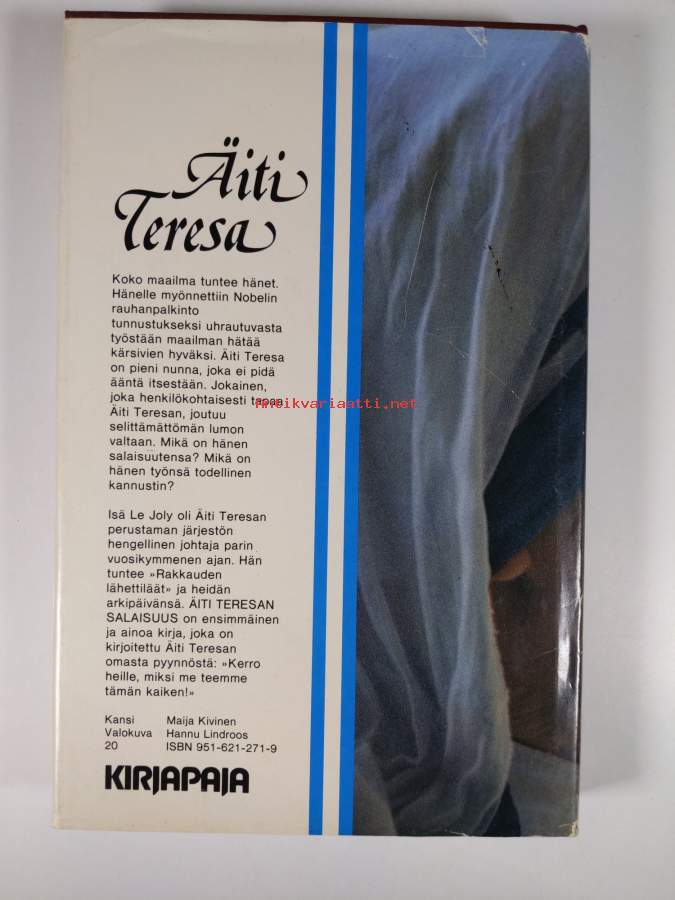 Äiti
Teresa
Koko maailma tuntee hänet.
Hänelle myönnettiin Nobelin
rauhanpalkinto
tunnustukseksi uhrautuvasta
työstään maailman hätää
kärsivien hyväksi. Äiti Teresa
on pieni nunna, joka ei pidä
ääntä itsestään. Jokainen,
joka henkilökohtaisesti tapaa
Antikvariaatti.net
Äiti Teresan, joutuu
selittämättömän lumon
valtaan. Mikä on hänen
salaisuutensa? Mikä on
hänen työnsä todellinen
kannustin?
Isä Le Joly oli Äiti Teresan
perustaman järjestön
hengellinen johtaja parin
vuosikymmenen ajan. Hän
tuntee »Rakkauden
lähettiläät» ja heidän
arkipäivänsä. ÄITI TERESAN
SALAISUUS on ensimmäinen
ja ainoa kirja, joka on
kirjoitettu Äiti Teresan
omasta pyynnöstä: »Kerro
heille, miksi me teemme
tämän kaiken!»
Kansi Maija Kivinen
Valokuva Hannu Lindroos
20 ISBN 951-621-271-9
KIRJAPAJA